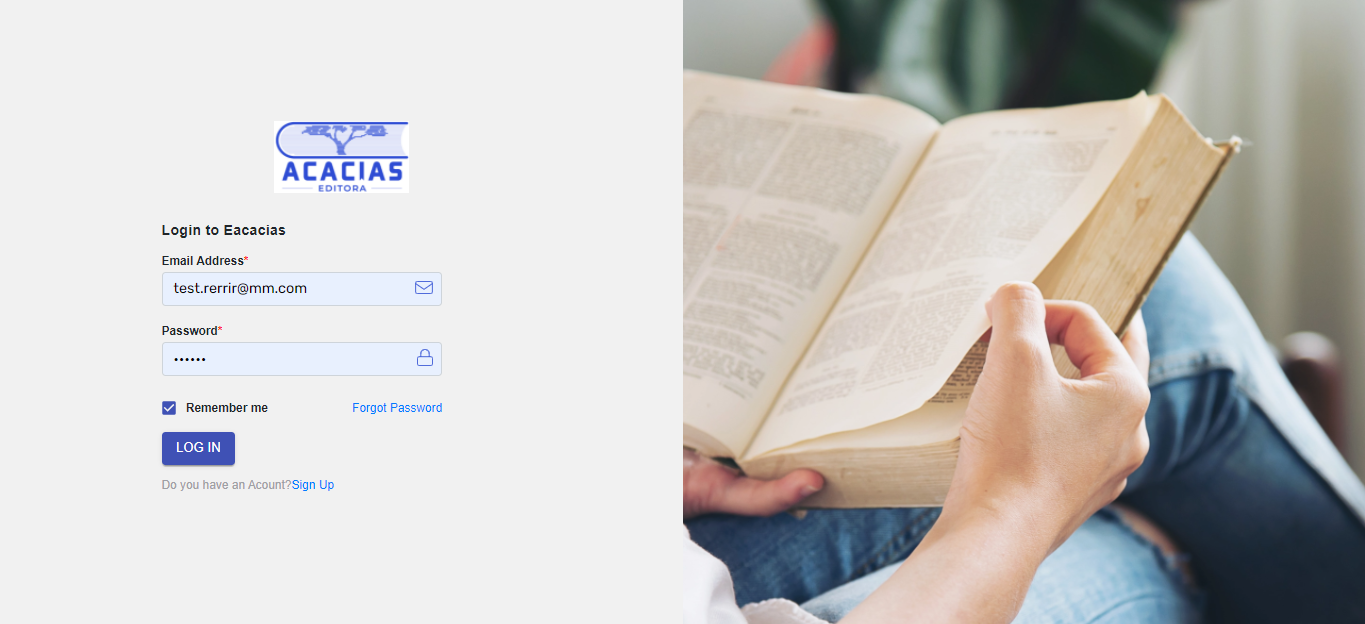 ACACIAS
EDITORA
Login to Eacacias
Email Address*
test.rerrir@mm.com
Password*
••••••
Remember me
Forgot Password
LOG IN
Do you have an Acount?Sign Up